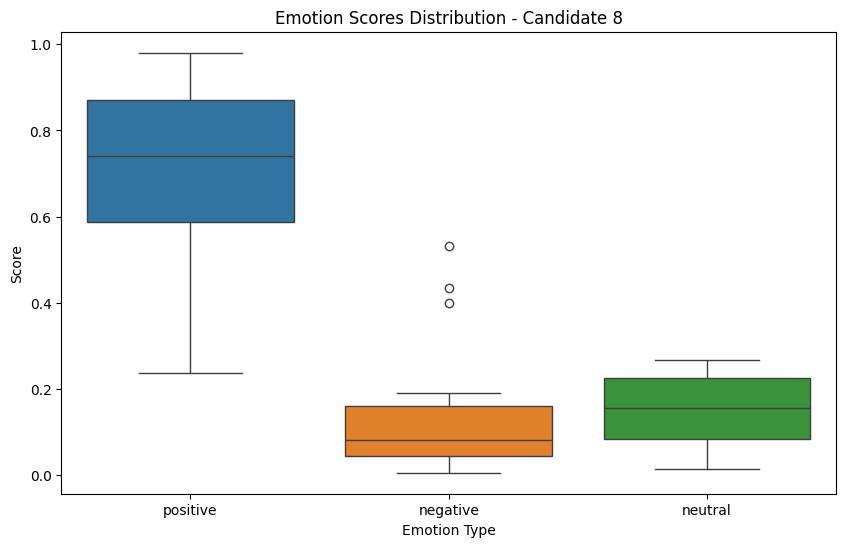 Emotion Scores Distribution - Candidate 8
1.0
0.8
0.6
0.4
0.2
0.0
Score
positive
negative
neutral
Emotion Type